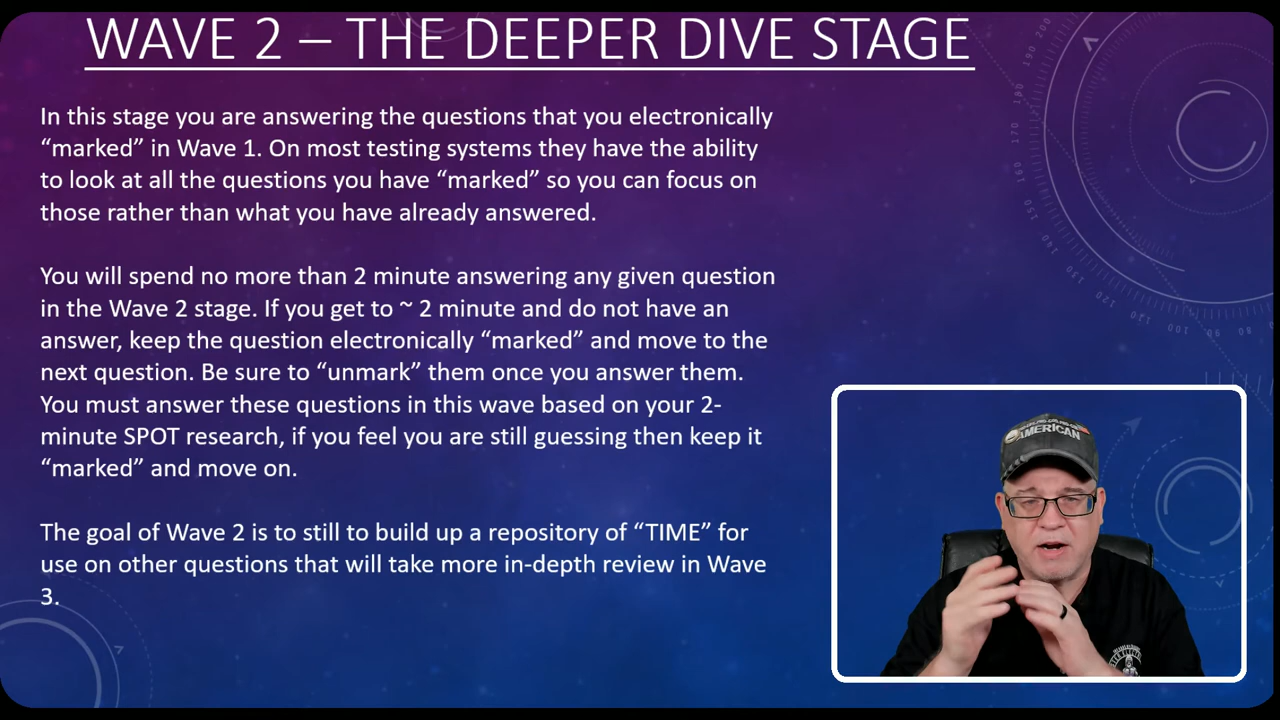 WAVE 2 – THE DEEPER DIVE STAGE
In this stage you are answering the questions that you electronically
“marked” in Wave 1. On most testing systems they have the ability
to look at all the questions you have “marked” so you can focus on
those rather than what you have already answered.
You will spend no more than 2 minute answering any given question
in the Wave 2 stage. If you get to ~ 2 minute and do not have an
answer, keep the question electronically “marked” and move to the
next question. Be sure to “unmark” them once you answer them.
You must answer these questions in this wave based on your 2-
minute SPOT research, if you feel you are still guessing then keep it
“marked” and move on.
The goal of Wave 2 is to still to build up a repository of “TIME” for
use on other questions that will take more in-depth review in Wave
3.
AMERICAN